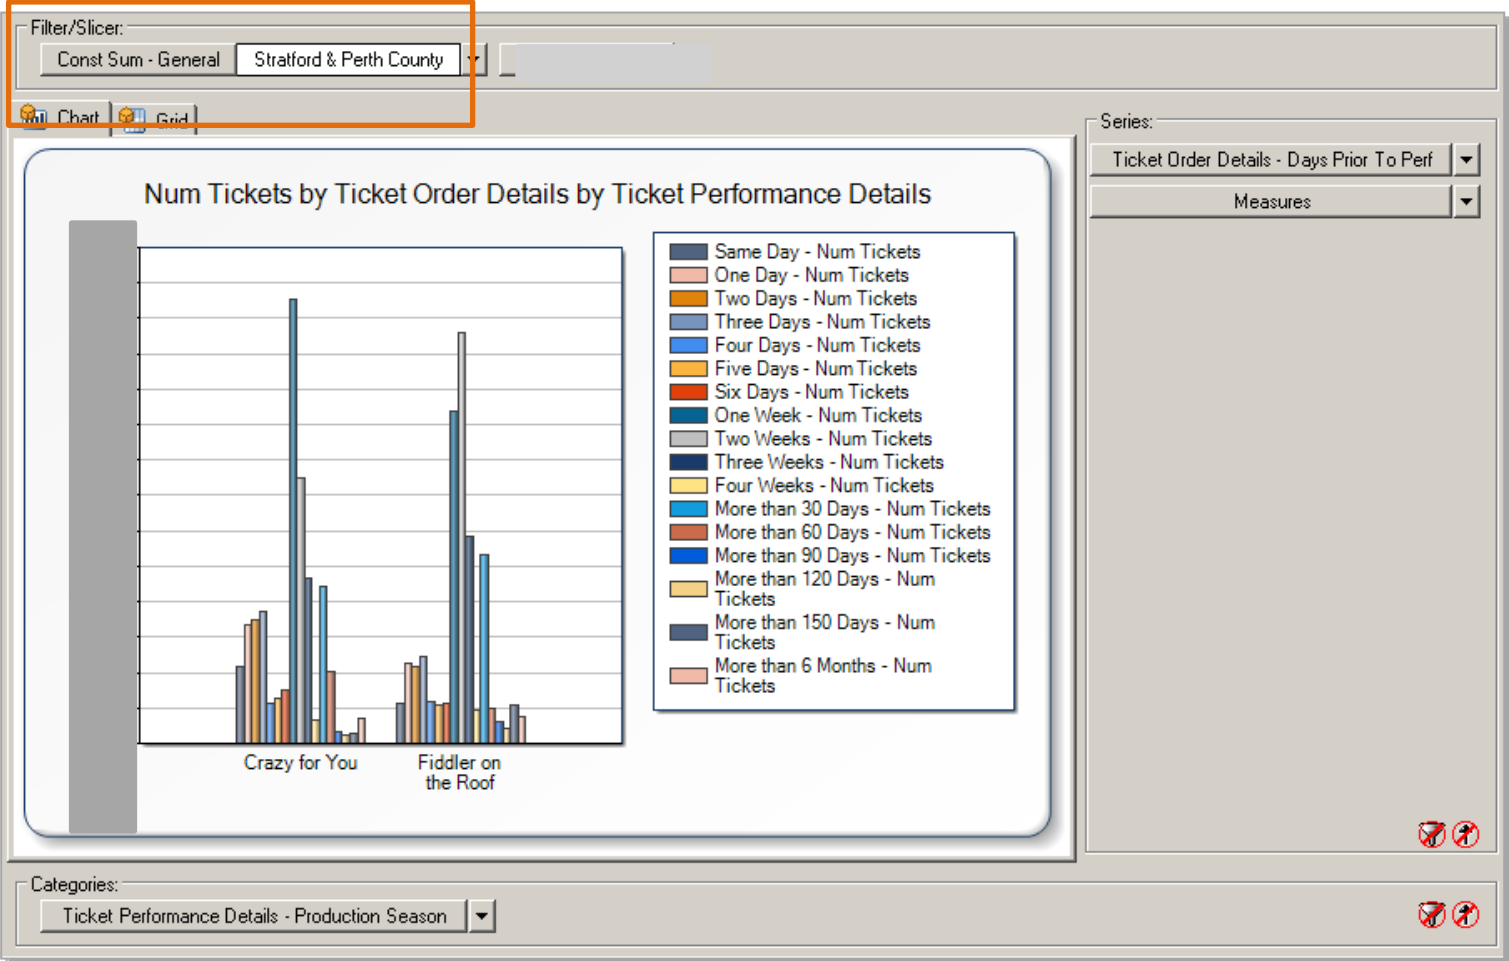 Filter/Slicer:
Const Sum - General
Stratford & Perth County
Chart
Grid
Series:
Ticket Order Details - Days Prior To Perf
Measures
Num Tickets by Ticket Order Details by Ticket Performance Details
Same Day - Num Tickets
One Day - Num Tickets
Two Days - Num Tickets
Three Days - Num Tickets
Four Days - Num Tickets
Five Days - Num Tickets
Six Days - Num Tickets
One Week - Num Tickets
Two Weeks - Num Tickets
Three Weeks - Num Tickets
Four Weeks - Num Tickets
More than 30 Days - Num Tickets
More than 60 Days - Num Tickets
More than 90 Days - Num Tickets
More than 120 Days - Num
Tickets
More than 150 Days - Num
Tickets
More than 6 Months - Num
Tickets
Crazy for You
Fiddler on
the Roof
Categories:
Ticket Performance Details - Production Season